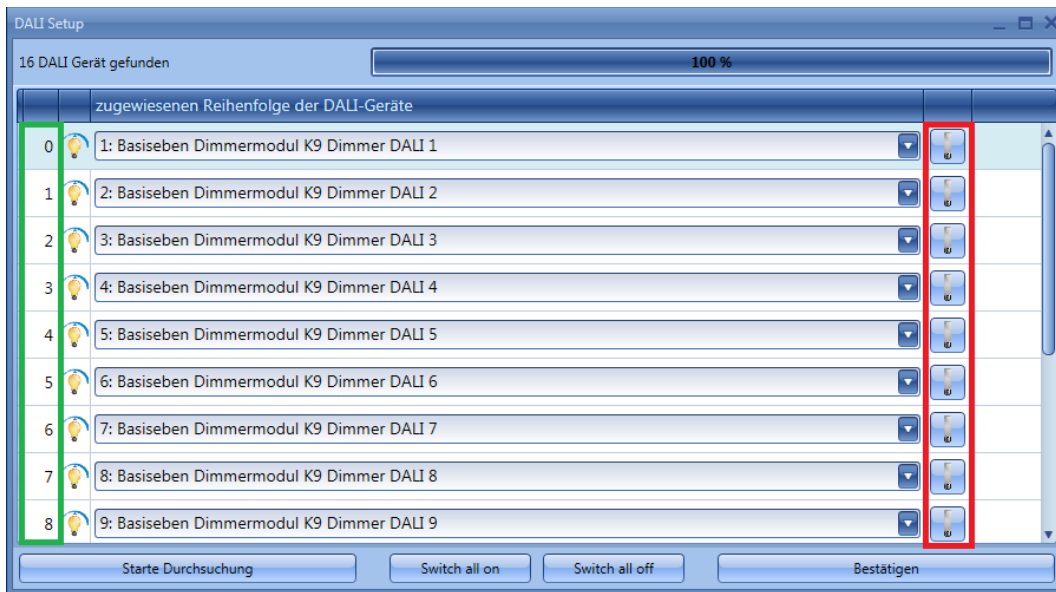 DALI Setup
16 DALI Gerät gefunden
100 %
zugewiesenen Reihenfolge der DALI-Geräte
0 1: Basiseben Dimmermodul K9 Dimmer DALI 1
1 2: Basiseben Dimmermodul K9 Dimmer DALI 2
2 3: Basiseben Dimmermodul K9 Dimmer DALI 3
3 4: Basiseben Dimmermodul K9 Dimmer DALI 4
4 5: Basiseben Dimmermodul K9 Dimmer DALI 5
5 6: Basiseben Dimmermodul K9 Dimmer DALI 6
6 7: Basiseben Dimmermodul K9 Dimmer DALI 7
7 8: Basiseben Dimmermodul K9 Dimmer DALI 8
8 9: Basiseben Dimmermodul K9 Dimmer DALI 9
Starte Durchsuchung Switch all on Switch all off Bestätigen